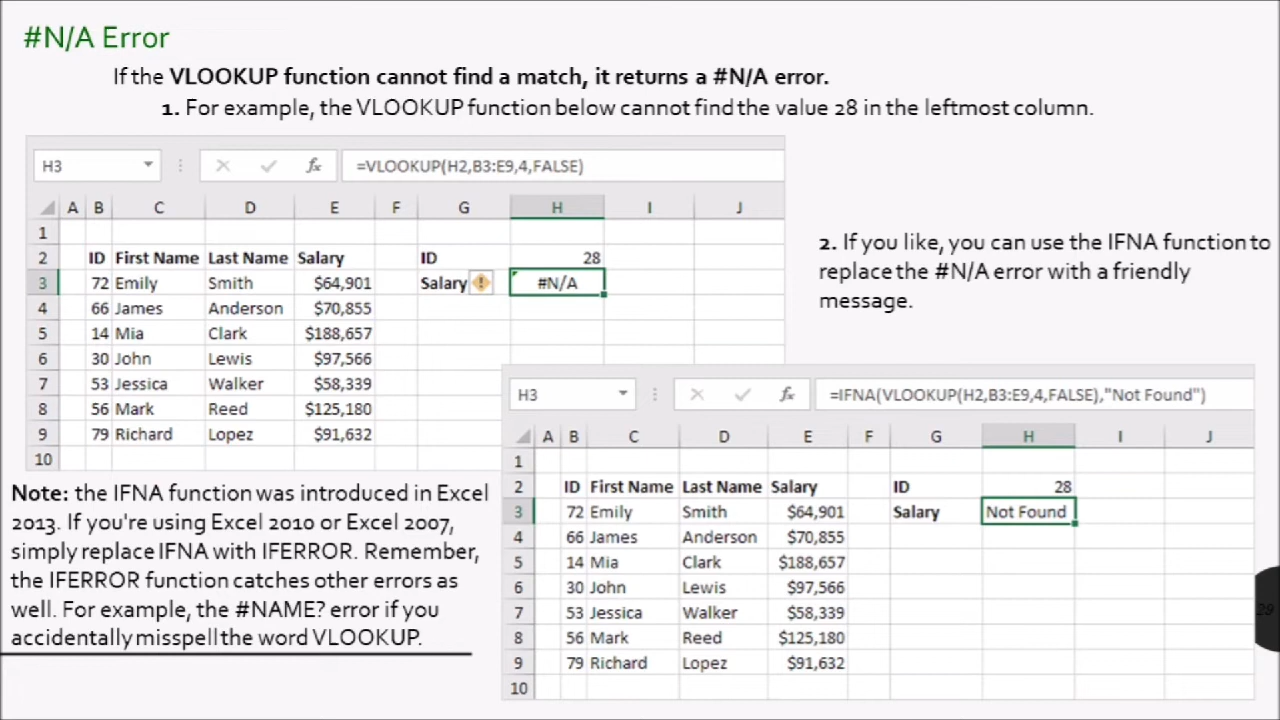 #N/A Error
If the VLOOKUP function cannot find a match, it returns a #N/A error.
1. For example, the VLOOKUP function below cannot find the value 28 in the leftmost column.
H3 fx =VLOOKUP(H2,B3:E9,4,FALSE)
A B C D E F G H I J
1
2 ID First Name Last Name Salary ID 28
3 72 Emily Smith $64,901 Salary ! #N/A
4 66 James Anderson $70,855
5 14 Mia Clark $188,657
6 30 John Lewis $97,566
7 53 Jessica Walker $58,339
8 56 Mark Reed $125,180
9 79 Richard Lopez $91,632
10
2. If you like, you can use the IFNA function to
replace the #N/A error with a friendly
message.
H3 fx =IFNA(VLOOKUP(H2,B3:E9,4,FALSE),"Not Found")
A B C D E F G H I J
1
2 ID First Name Last Name Salary ID 28
3 72 Emily Smith $64,901 Salary Not Found
4 66 James Anderson $70,855
5 14 Mia Clark $188,657
6 30 John Lewis $97,566
7 53 Jessica Walker $58,339
8 56 Mark Reed $125,180
9 79 Richard Lopez $91,632
10
Note: the IFNA function was introduced in Excel
2013. If you're using Excel 2010 or Excel 2007,
simply replace IFNA with IFERROR. Remember,
the IFERROR function catches other errors as
well. For example, the #NAME? error if you
accidentally misspell the word VLOOKUP.
29